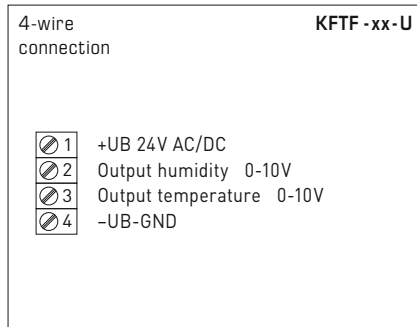 4-wire KFTF -xx-U
connection
1 +UB 24V AC/DC
2 Output humidity 0-10V
3 Output temperature 0-10V
4 –UB-GND